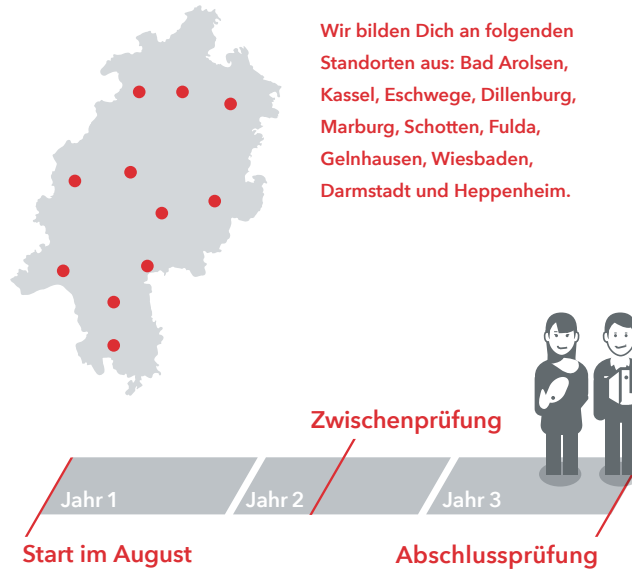 Wir bilden Dich an folgenden
Standorten aus: Bad Arolsen,
Kassel, Eschwege, Dillenburg,
Marburg, Schotten, Fulda,
Gelnhausen, Wiesbaden,
Darmstadt und Heppenheim.
Zwischenprüfung
Jahr 1
Jahr 2
Jahr 3
Start im August
Abschlussprüfung